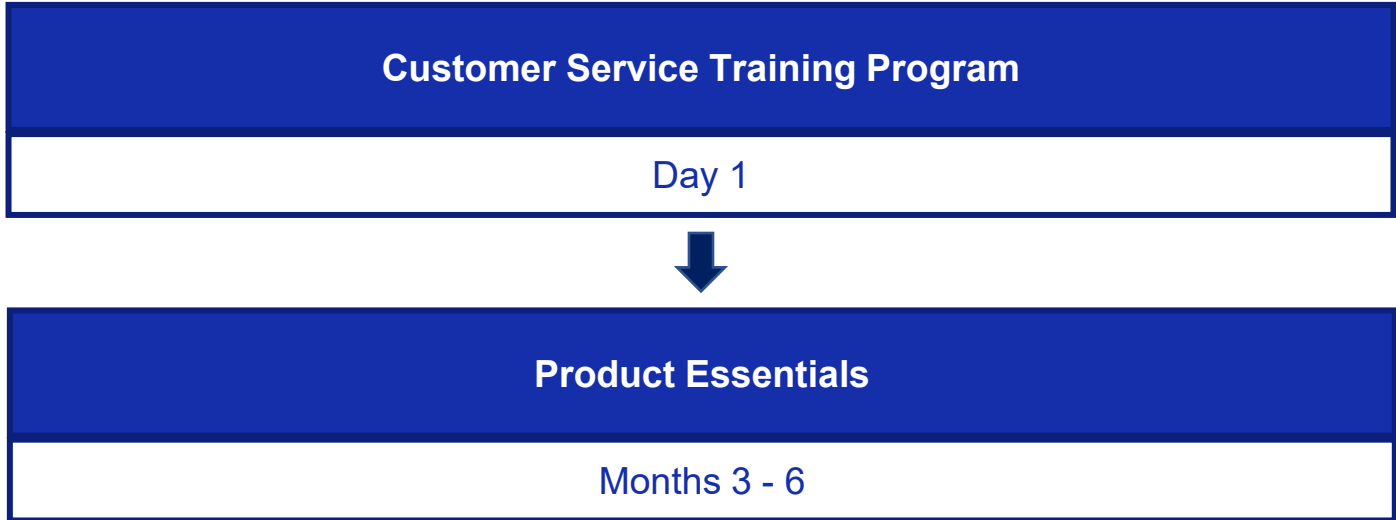 Customer Service Training Program
Day 1
Product Essentials
Months 3 - 6